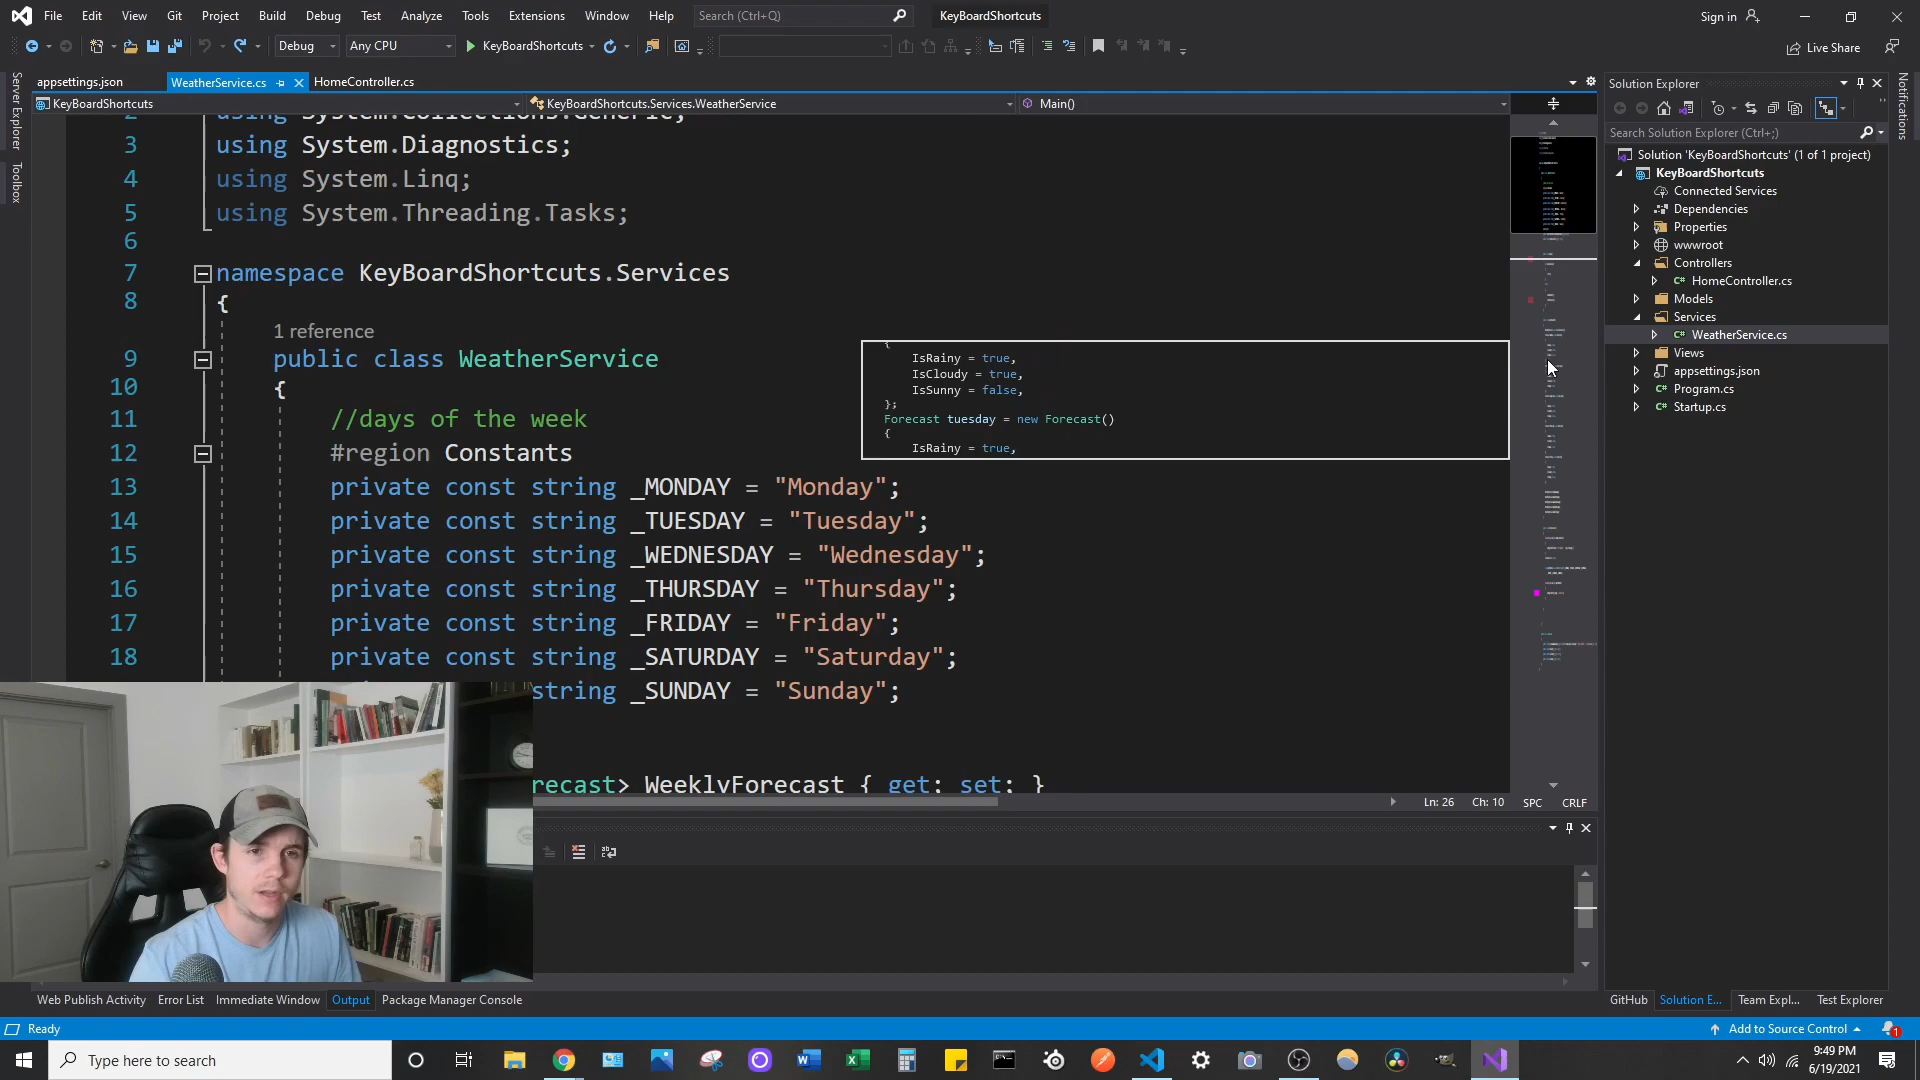 File Edit View Git Project Build Debug Test Analyze Tools Extensions Window Help Search (Ctrl+Q) KeyBoardShortcuts Sign in
Debug Any CPU KeyBoardShortcuts Live Share
appsettings.json WeatherService.cs HomeController.cs
KeyBoardShortcuts KeyBoardShortcuts.Services.WeatherService Main()
2 using System.Collections.Generic;
3 using System.Diagnostics;
4 using System.Linq;
5 using System.Threading.Tasks;
6
7 namespace KeyBoardShortcuts.Services
8 {
1 reference
9 public class WeatherService
10 {
11 //days of the week
12 #region Constants
13 private const string _MONDAY = "Monday";
14 private const string _TUESDAY = "Tuesday";
15 private const string _WEDNESDAY = "Wednesday";
16 private const string _THURSDAY = "Thursday";
17 private const string _FRIDAY = "Friday";
18 private const string _SATURDAY = "Saturday";
string _SUNDAY = "Sunday";
recast> WeeklyForecast { get; set; }
{
IsRainy = true,
IsCloudy = true,
IsSunny = false,
};
Forecast tuesday = new Forecast()
{
IsRainy = true,
Ln: 26 Ch: 10 SPC CRLF
Server Explorer
Toolbox
Notifications
Solution Explorer
Search Solution Explorer (Ctrl+;)
Solution 'KeyBoardShortcuts' (1 of 1 project)
KeyBoardShortcuts
Connected Services
Dependencies
Properties
wwwroot
Controllers
C# HomeController.cs
Models
Services
C# WeatherService.cs
Views
appsettings.json
C# Program.cs
C# Startup.cs
Web Publish Activity Error List Immediate Window Output Package Manager Console
GitHub Solution E... Team Expl... Test Explorer
Ready Add to Source Control 1
Type here to search
9:49 PM
6/19/2021